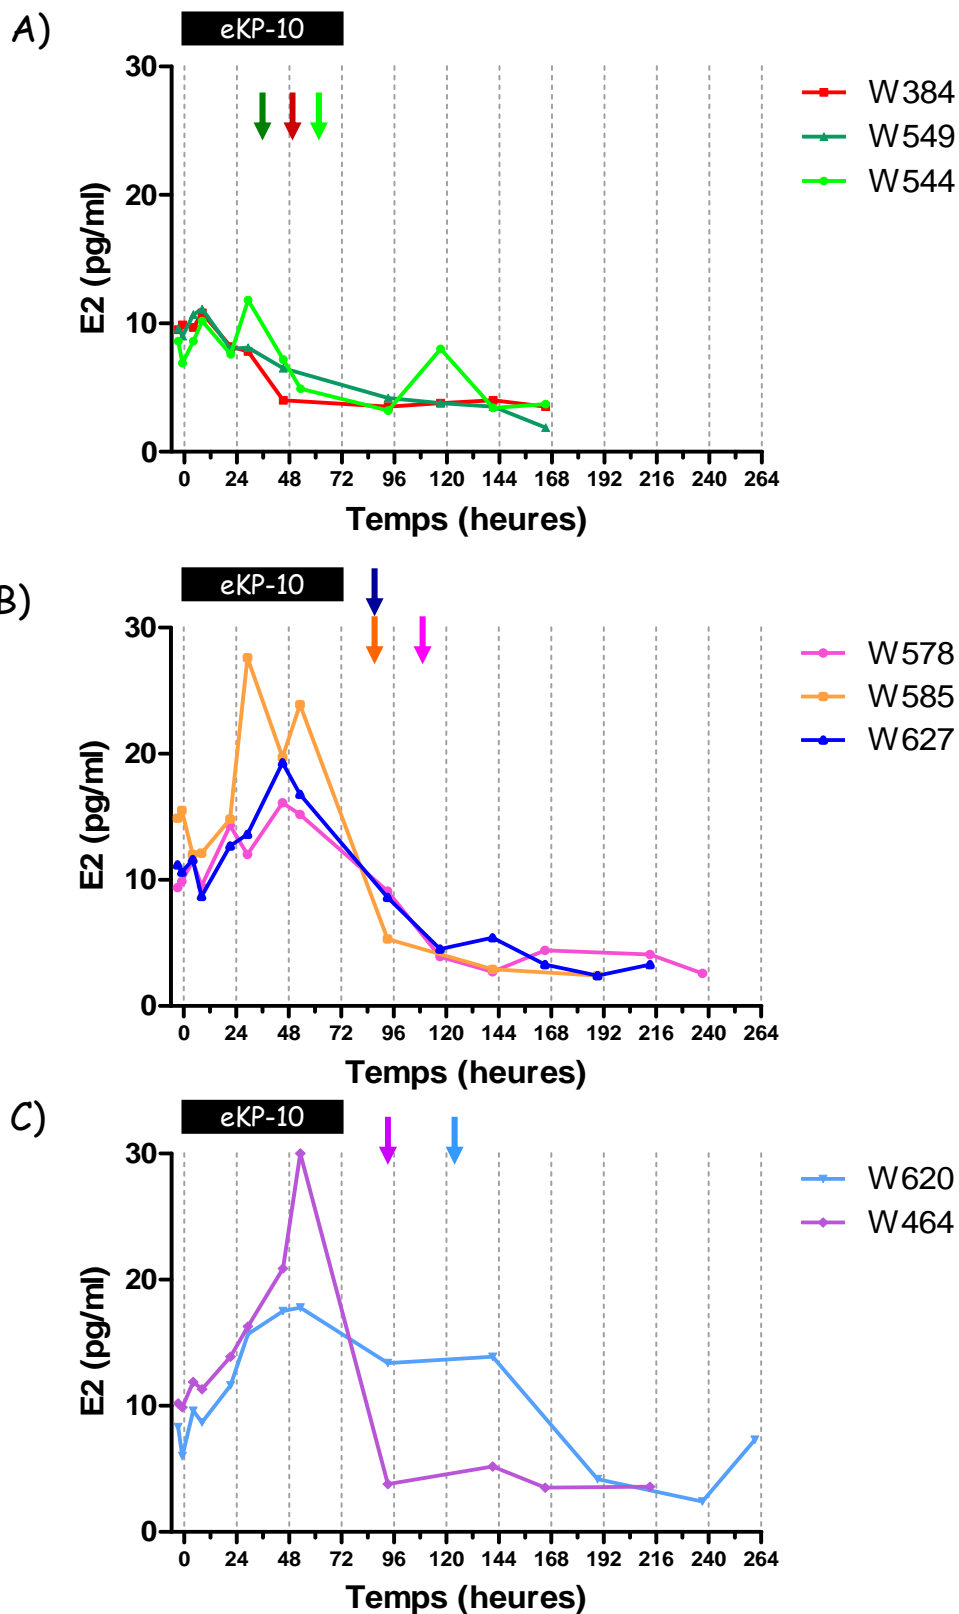 A)
eKP-10
30
20
10
0
E2 (pg/ml)
0 24 48 72 96 120 144 168 192 216 240 264
Temps (heures)
W384
W549
W544
B)
eKP-10
30
20
10
0
E2 (pg/ml)
0 24 48 72 96 120 144 168 192 216 240 264
Temps (heures)
W578
W585
W627
C)
eKP-10
30
20
10
0
E2 (pg/ml)
0 24 48 72 96 120 144 168 192 216 240 264
Temps (heures)
W620
W464